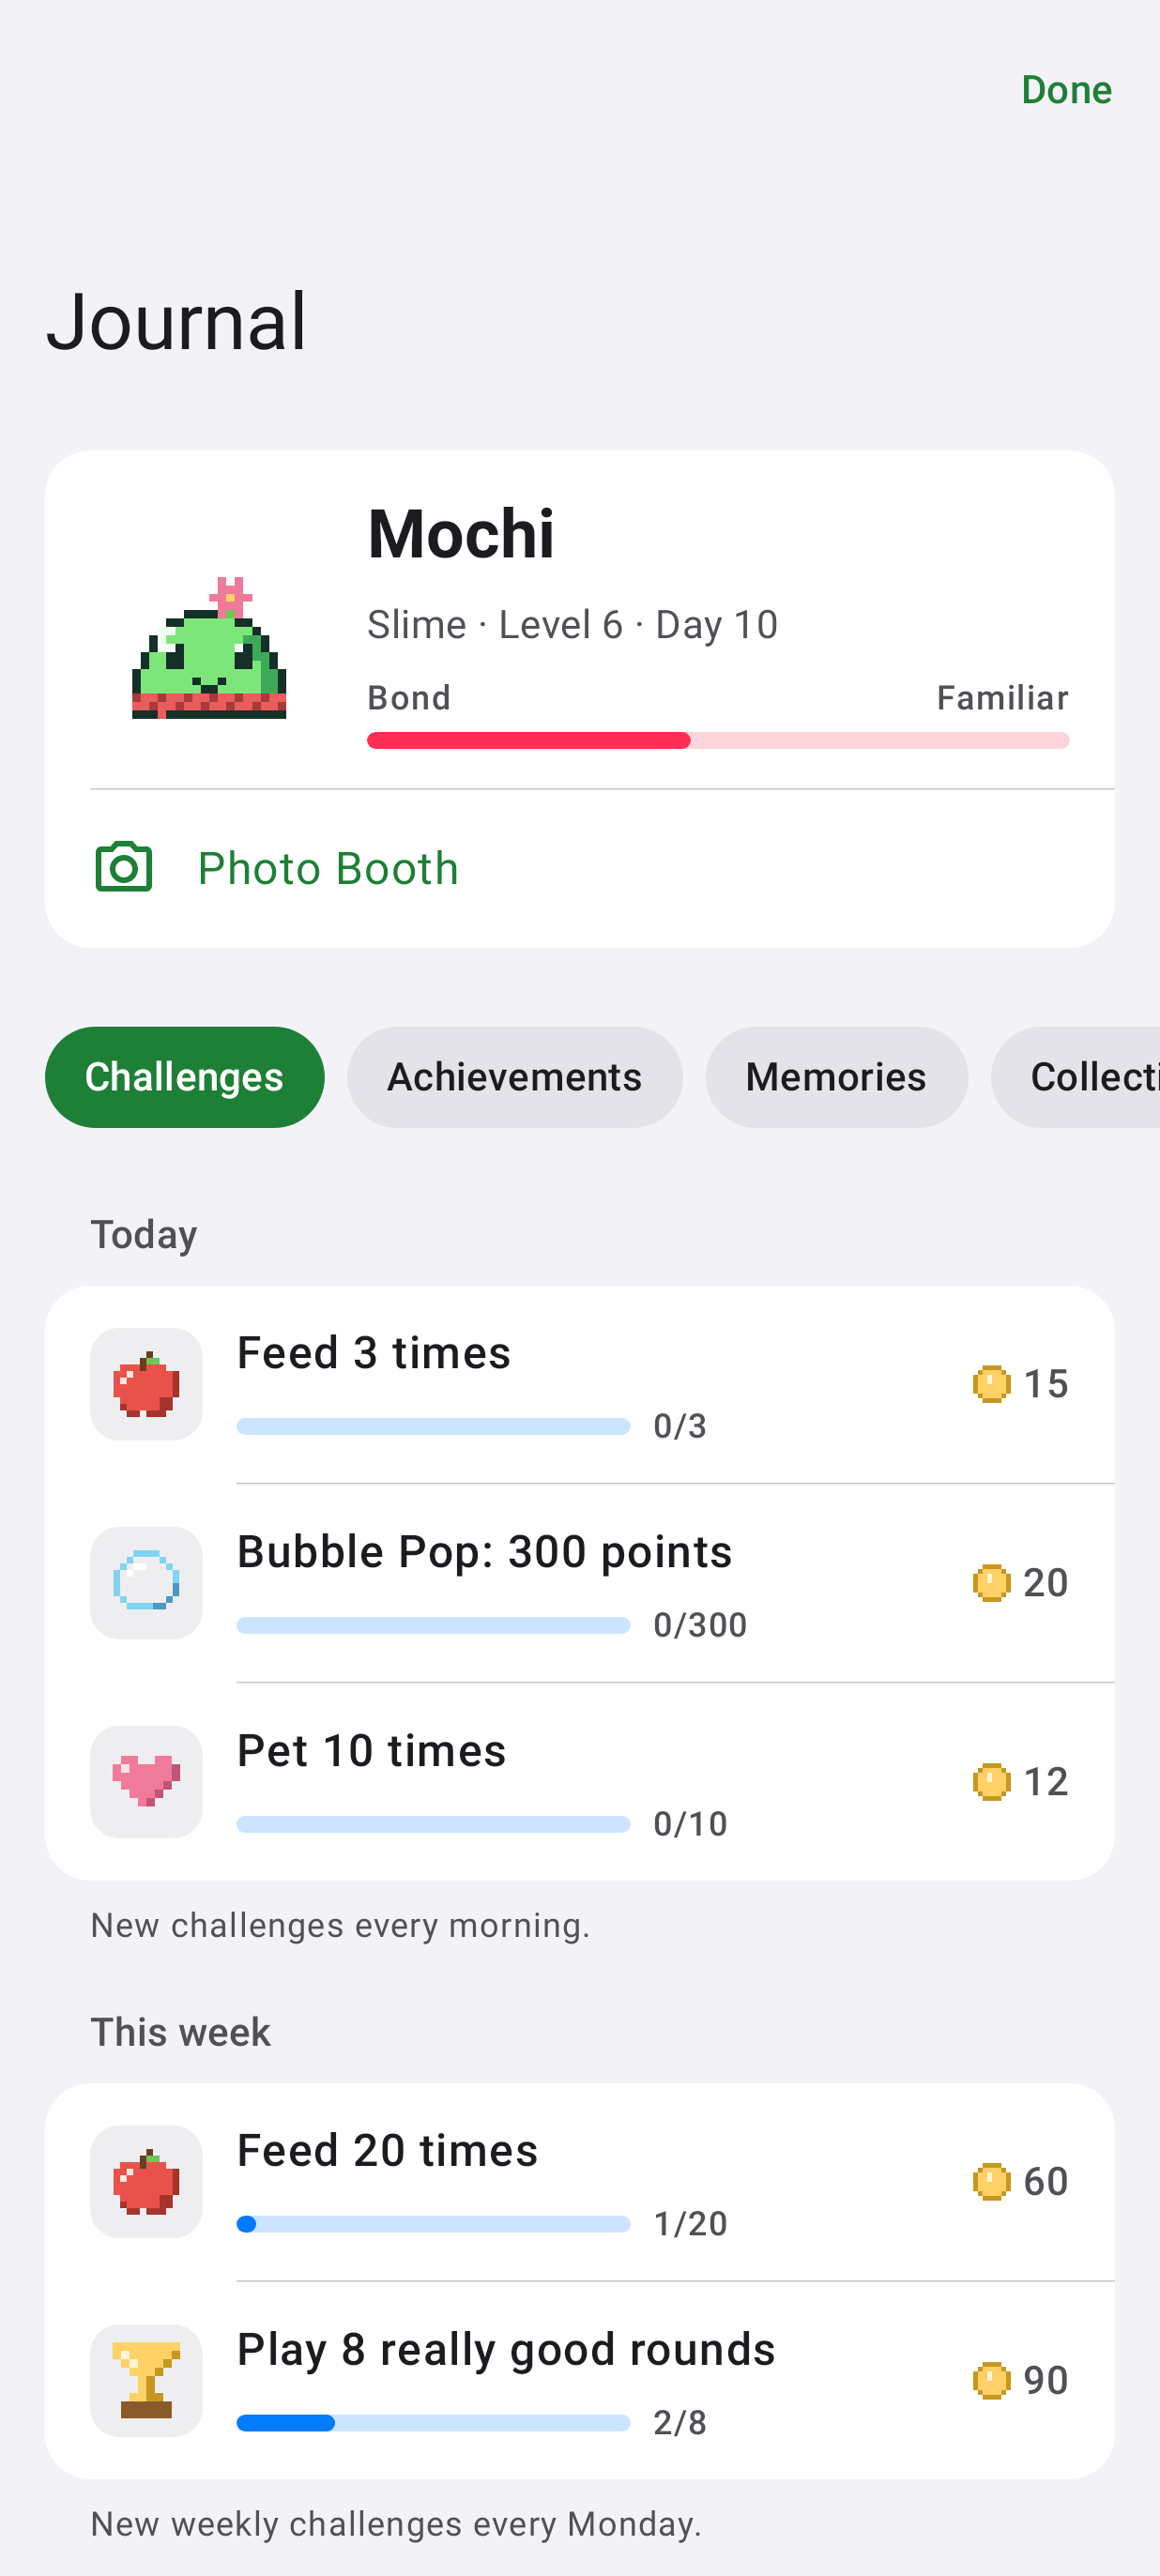 Done
Journal
Mochi
Slime · Level 6 · Day 10
Bond Familiar
Photo Booth
Challenges Achievements Memories Collecti
Today
Feed 3 times
15
0/3
Bubble Pop: 300 points
20
0/300
Pet 10 times
12
0/10
New challenges every morning.
This week
Feed 20 times
60
1/20
Play 8 really good rounds
90
2/8
New weekly challenges every Monday.